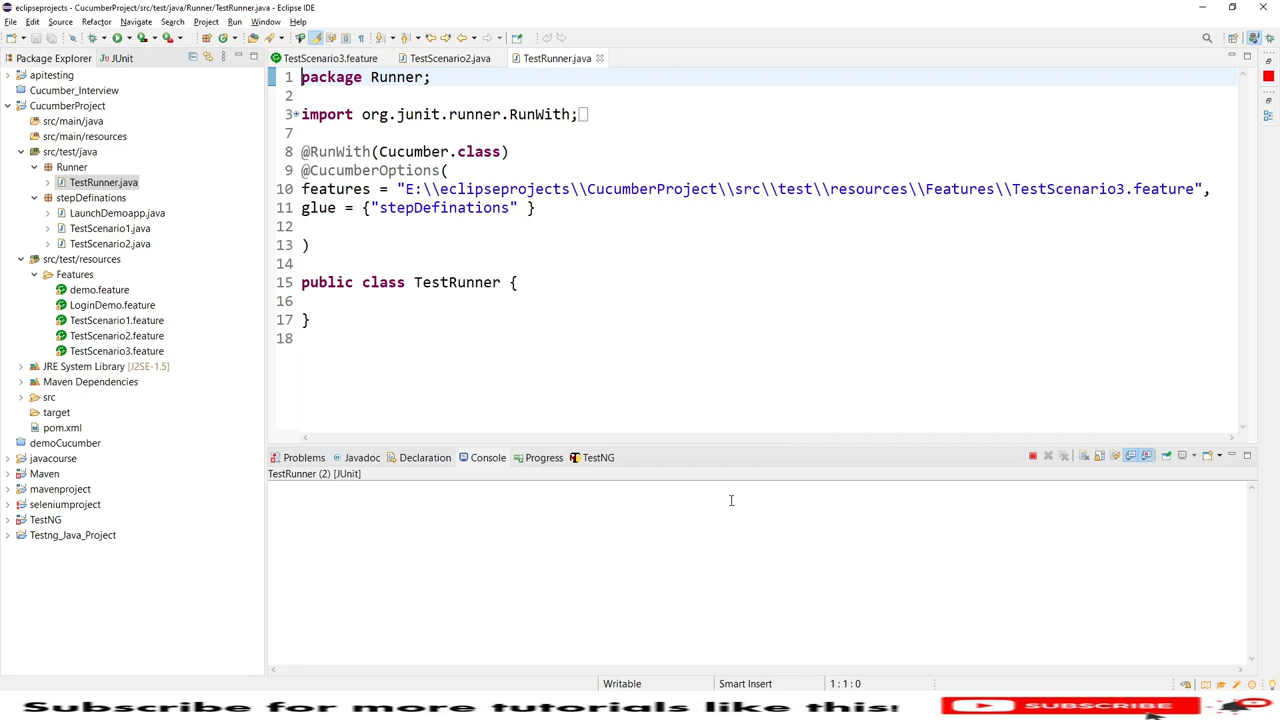 eclipseprojects - CucumberProject/src/test/java/Runner/TestRunner.java - Eclipse IDE
File Edit Source Refactor Navigate Search Project Run Window Help
Package Explorer JUnit
apitesting
Cucumber_Interview
CucumberProject
src/main/java
src/main/resources
src/test/java
Runner
TestRunner.java
stepDefinations
LaunchDemoapp.java
TestScenario1.java
TestScenario2.java
src/test/resources
Features
demo.feature
LoginDemo.feature
TestScenario1.feature
TestScenario2.feature
TestScenario3.feature
JRE System Library [J2SE-1.5]
Maven Dependencies
src
target
pom.xml
demoCucumber
javacourse
Maven
mavenproject
seleniumproject
TestNG
Testng_Java_Project
TestScenario3.feature TestScenario2.java TestRunner.java
1 package Runner;
2
3 import org.junit.runner.RunWith;
7
8 @RunWith(Cucumber.class)
9 @CucumberOptions(
10 features = "E:\\eclipseprojects\\CucumberProject\\src\\test\\resources\\Features\\TestScenario3.feature",
11 glue = {"stepDefinations" }
12
13 )
14
15 public class TestRunner {
16
17 }
18
Problems Javadoc Declaration Console Progress TestNG
TestRunner (2) [JUnit]
Writable Smart Insert 1 : 1 : 0
Subscribe for more tutorials like this! SUBSCRIBE